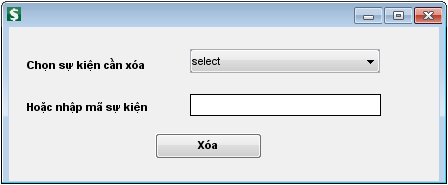 Chọn sự kiện cần xóa
select
Hoặc nhập mã sự kiện
Xóa